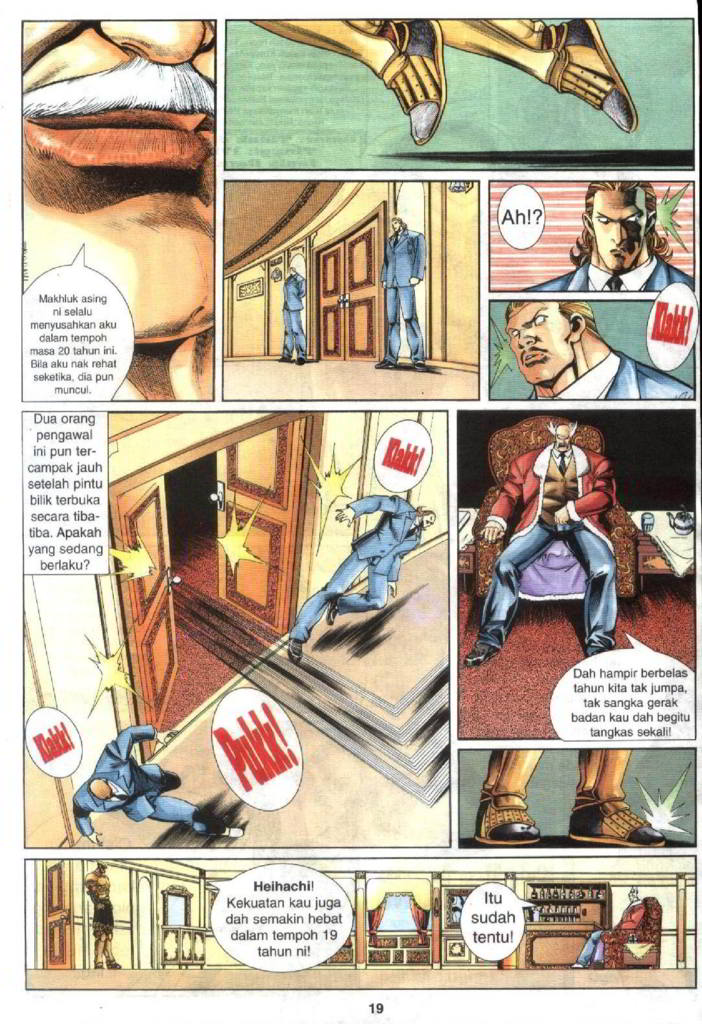 Makhluk asing
ni selalu
menyusahkan aku
dalam tempoh
masa 20 tahun ini.
Bila aku nak rehat
seketika, dia pun
muncul.
Ah!?
Klakk!
Dua orang
pengawal
ini pun ter-
campak jauh
setelah pintu
bilik terbuka
secara tiba-
tiba. Apakah
yang sedang
berlaku?
Klakk!
Klakk!
Pukk!
Dah hampir berbelas
tahun kita tak jumpa,
tak sangka gerak
badan kau dah begitu
tangkas sekali!
Heihachi!
Kekuatan kau juga
dah semakin hebat
dalam tempoh 19
tahun ni!
Itu
sudah
tentu!
19